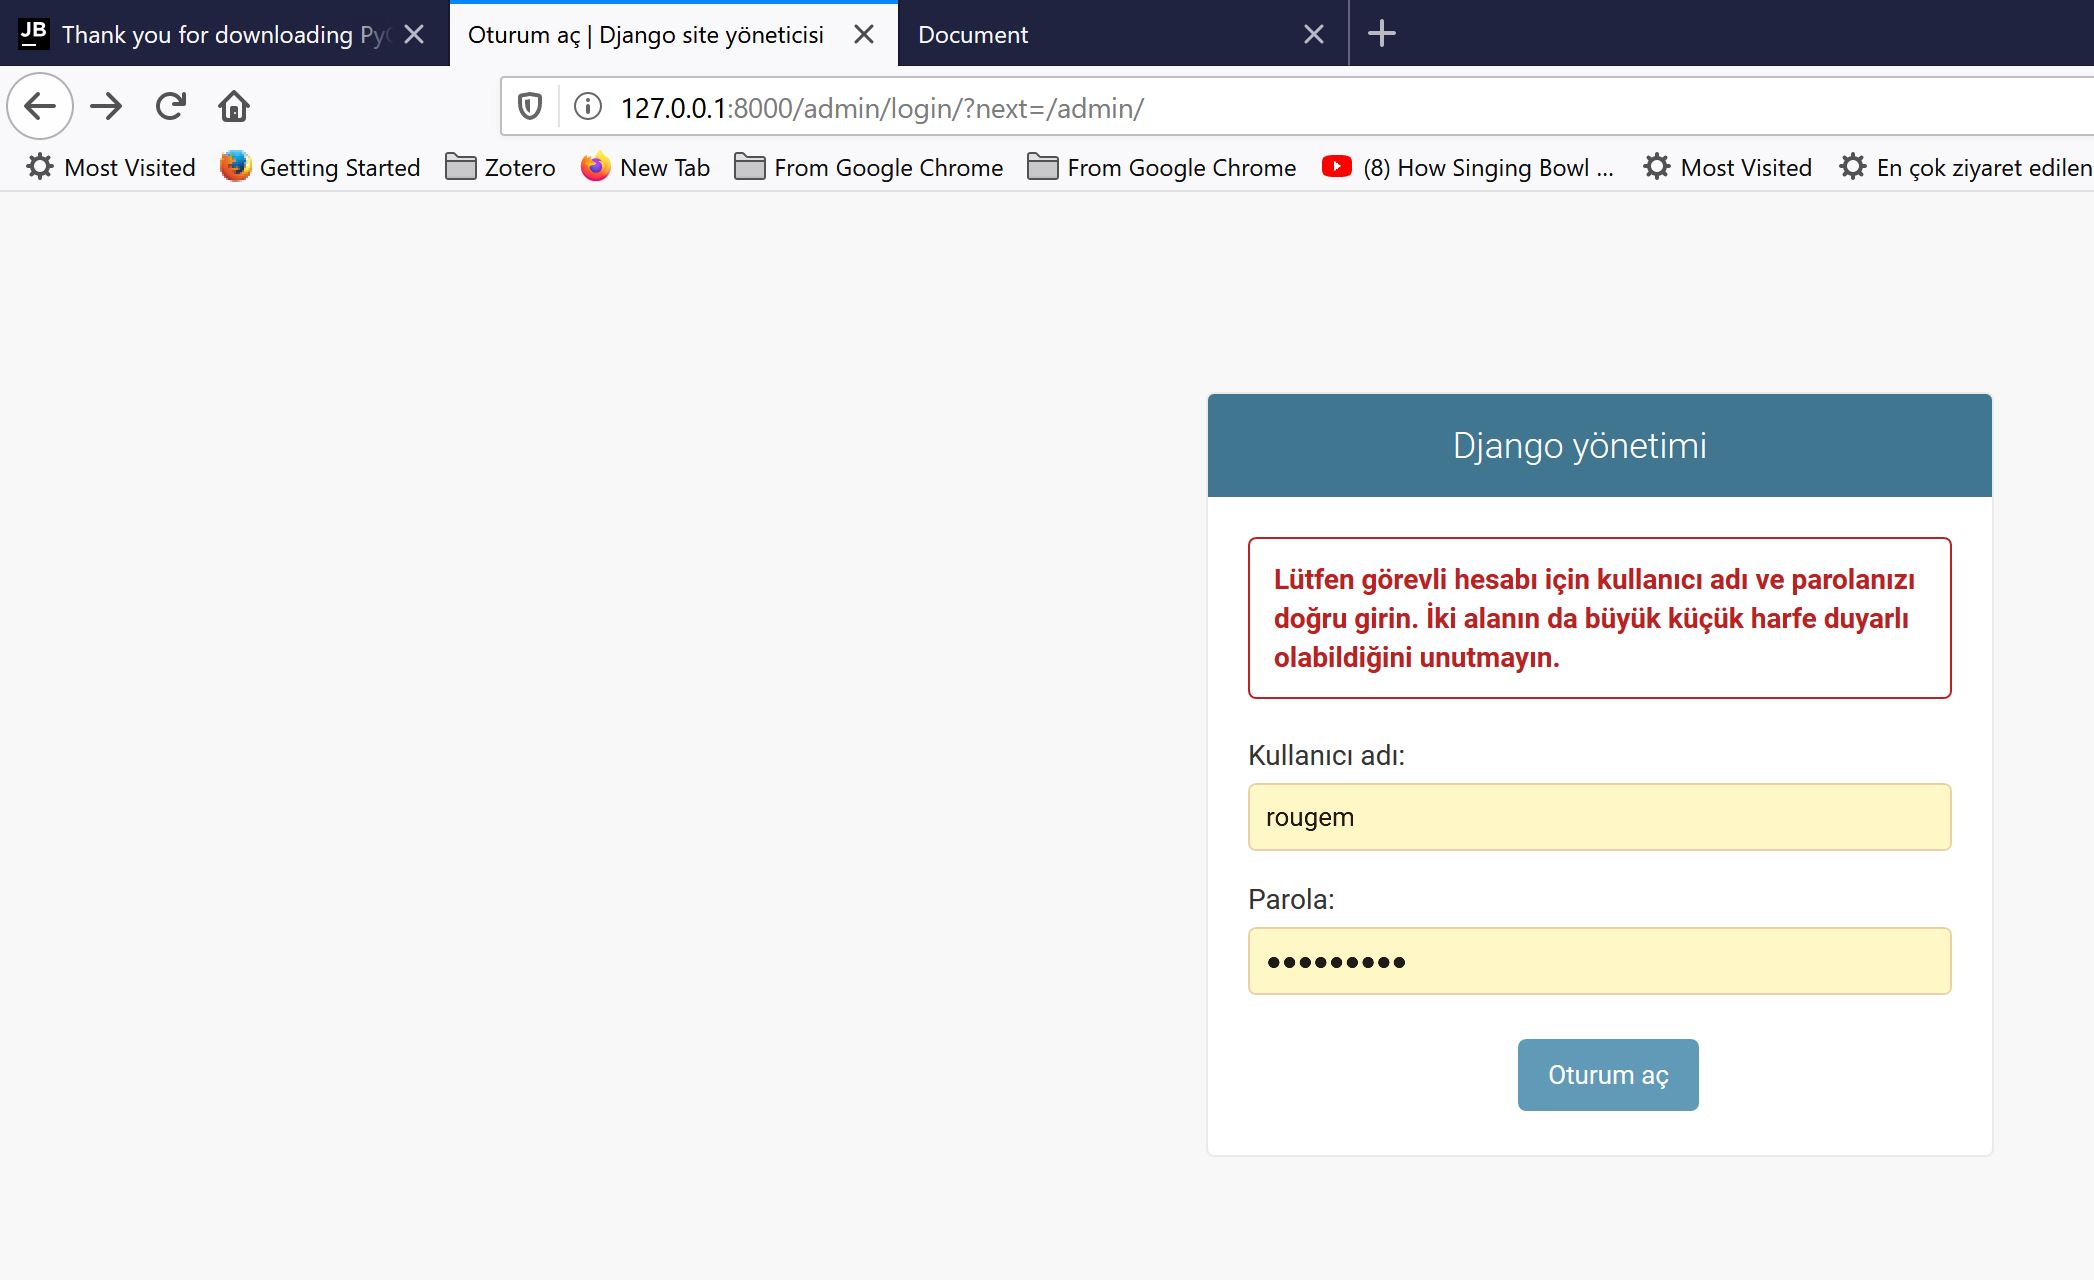 JB Thank you for downloading Oturum aç | Django site yöneticisi Document
127.0.0.1:8000/admin/login/?next=/admin/
Most Visited Getting Started Zotero New Tab From Google Chrome From Google Chrome (8) How Singing Bowl ... Most Visited En çok ziyaret edilen
Django yönetimi
Lütfen görevli hesabı için kullanıcı adı ve parolanızı
doğru girin. İki alanın da büyük küçük harfe duyarlı
olabildiğini unutmayın.
Kullanıcı adı:
rougem
Parola:
Oturum aç